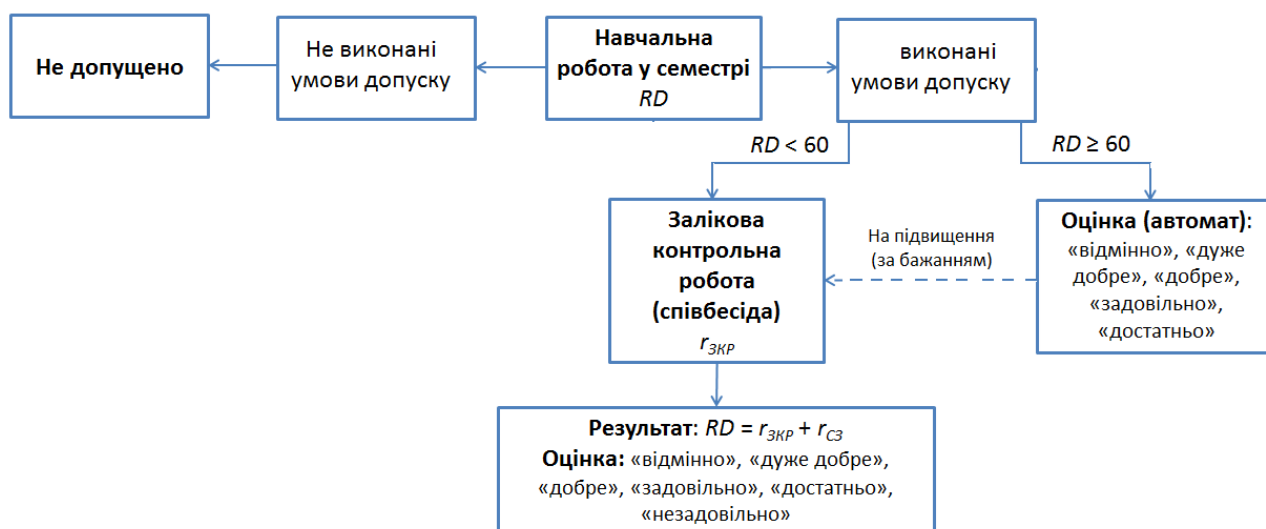 Не допущено
Не виконані
умови допуску
Навчальна
робота у семестрі
RD
виконані
умови допуску
RD < 60
RD ≥ 60
Залікова
контрольна
робота
(співбесіда)
rЗКР
На підвищення
(за бажанням)
Оцінка (автомат):
«відмінно», «дуже
добре», «добре»,
«задовільно»,
«достатньо»
Результат: RD = rЗКР + rСЗ
Оцінка: «відмінно», «дуже добре»,
«добре», «задовільно», «достатньо»,
«незадовільно»